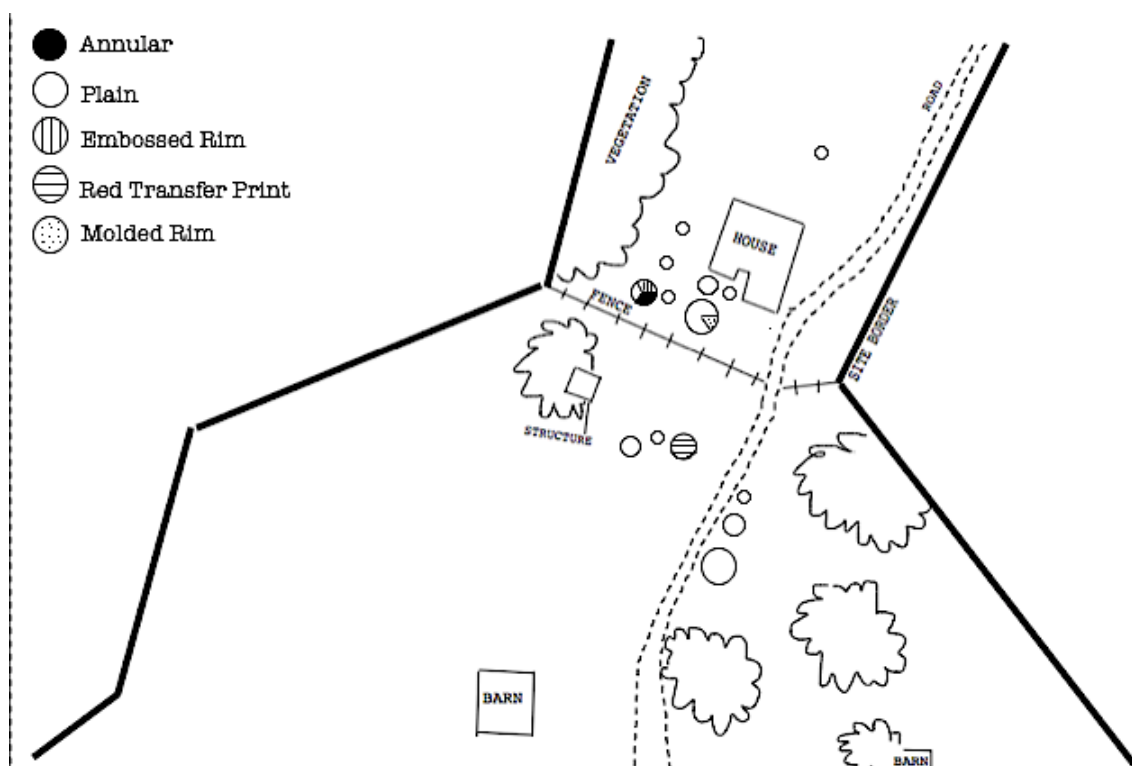 Annular
Plain
Embossed Rim
Red Transfer Print
Molded Rim
VEGETATION
ROAD
HOUSE
FENCE
SITE BORDER
STRUCTURE
BARN
BARN